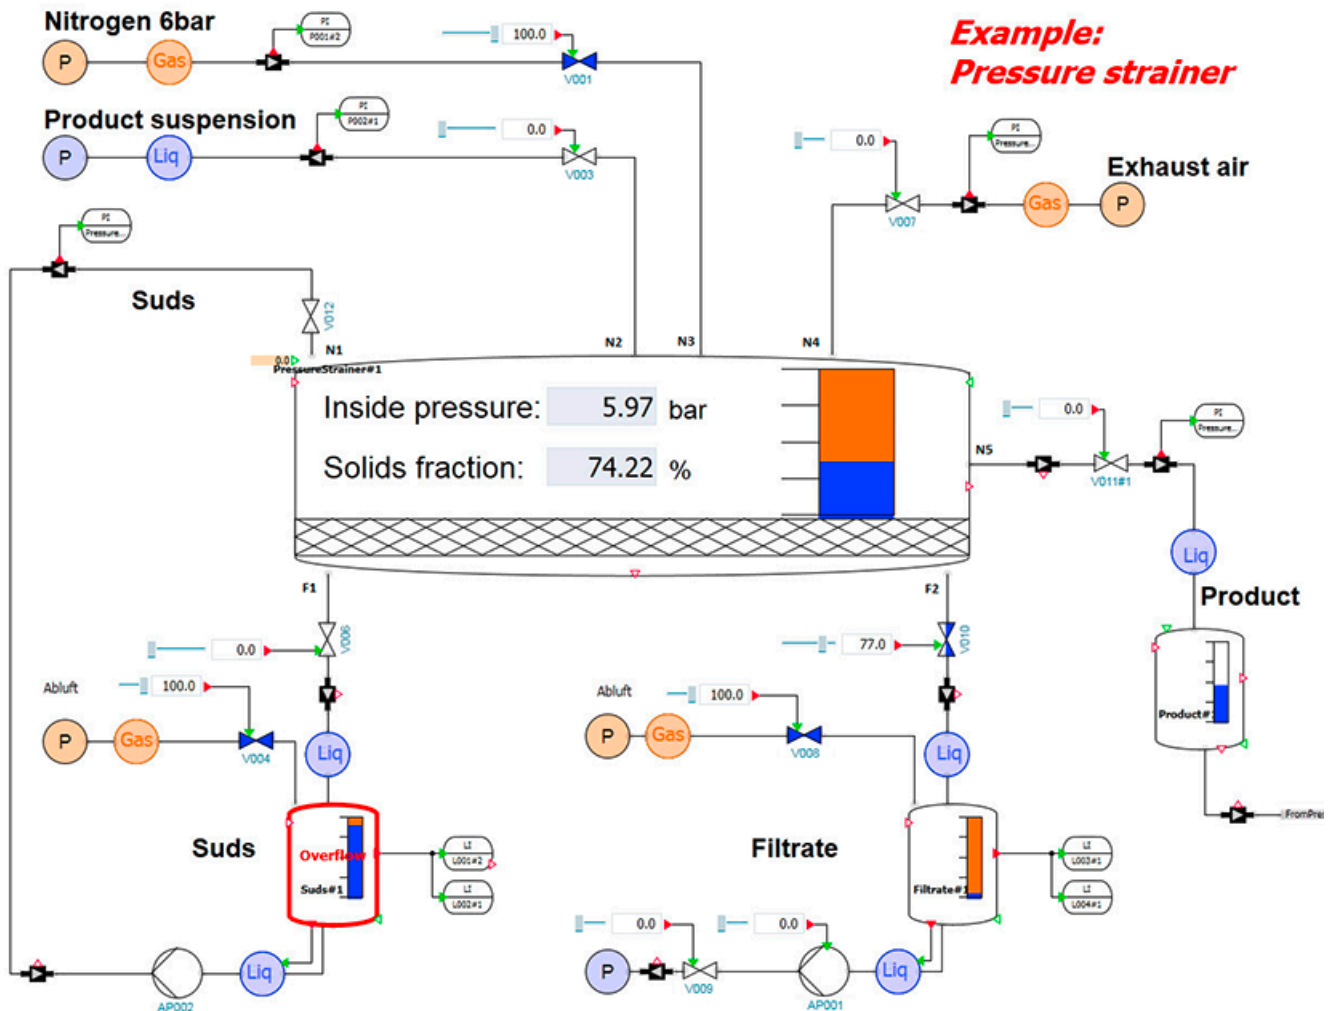 Nitrogen 6bar
PI
P001#2
100.0
Example:
Pressure strainer
P
Gas
V001
Product suspension
PI
P002#1
0.0
PI
Pressure...
P
Liq
V003
0.0
Exhaust air
Gas
P
V007
PI
Pressure...
Suds
V012
N1
N2
N3
N4
0.0
PressureStrainer#1
Inside pressure:
5.97
bar
Solids fraction:
74.22
%
N5
0.0
PI
Pressure...
V011#1
Liq
Product
Product#1
FromPres
F1
F2
V006
0.0
V010
77.0
Abluft
100.0
P
Gas
V004
Liq
Abluft
100.0
P
Gas
V008
Liq
Suds
Overflow
Suds#1
LI
L001#2
LI
L002#1
Filtrate
Filtrate#1
LI
L003#1
LI
L004#1
AP002
Liq
0.0
0.0
P
V009
AP001
Liq